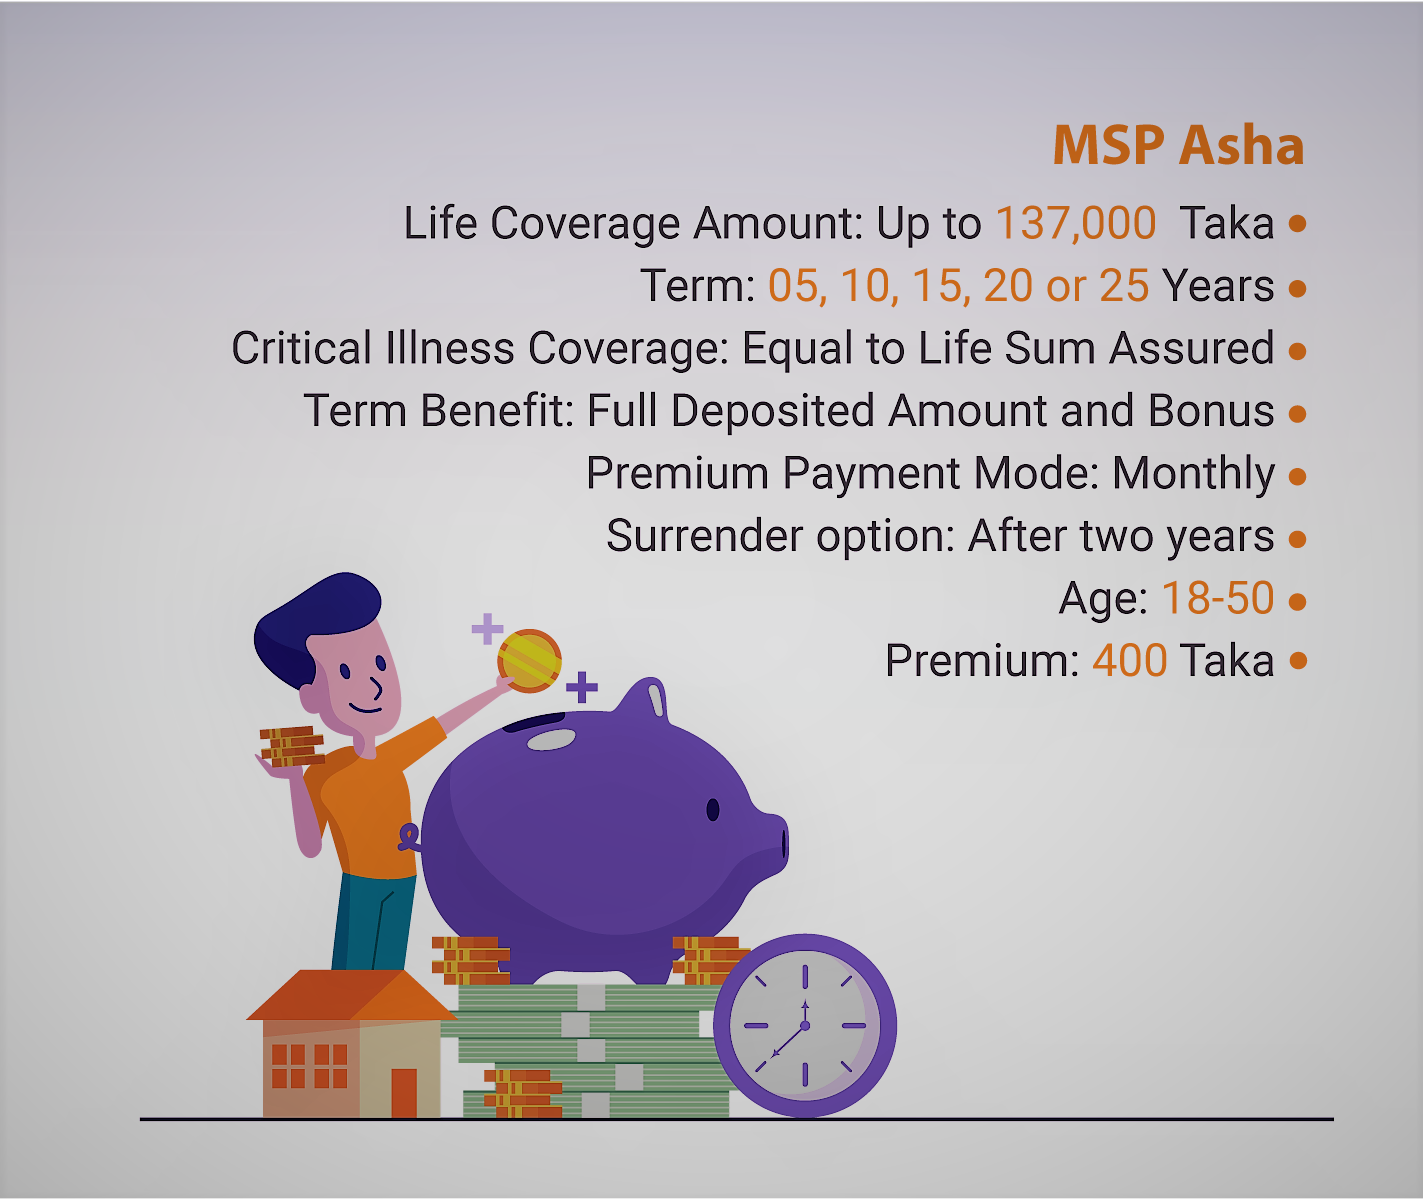 MSP Asha
Life Coverage Amount: Up to 137,000 Taka •
Term: 05, 10, 15, 20 or 25 Years •
Critical Illness Coverage: Equal to Life Sum Assured •
Term Benefit: Full Deposited Amount and Bonus •
Premium Payment Mode: Monthly •
Surrender option: After two years •
Age: 18-50 •
Premium: 400 Taka •